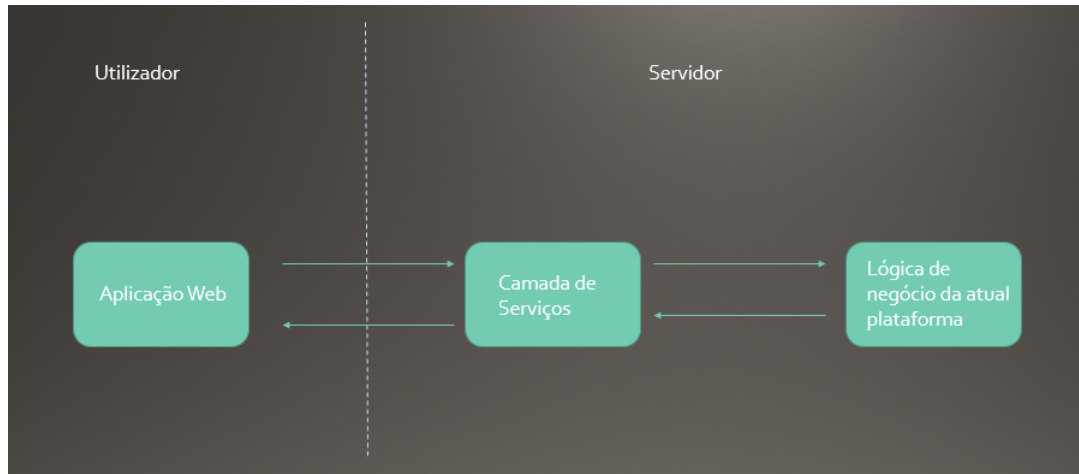 Utilizador
Servidor
Aplicação Web
Camada de
Serviços
Lógica de
negócio da atual
plataforma